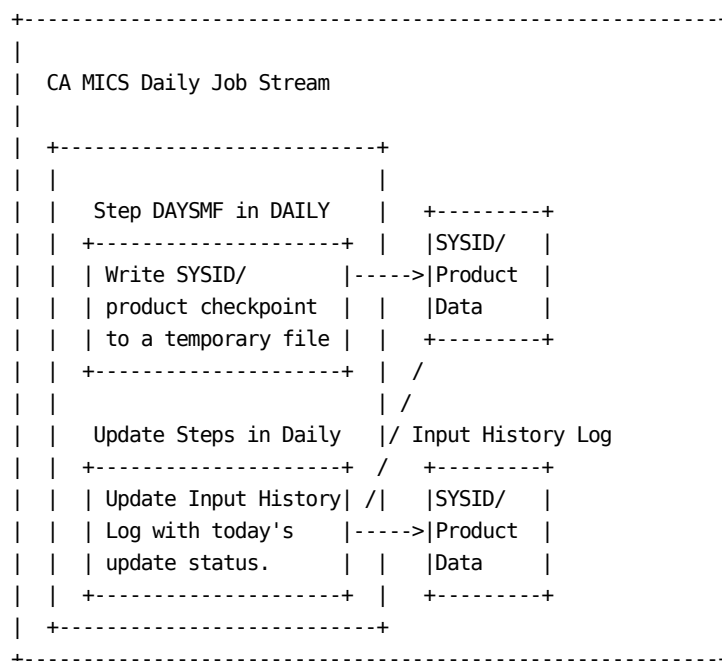 CA MICS Daily Job Stream
Step DAYSMF in DAILY
SYSID/
Write SYSID/ Product
product checkpoint Data
to a temporary file
Update Steps in Daily Input History Log
Update Input History SYSID/
Log with today's Product
update status. Data